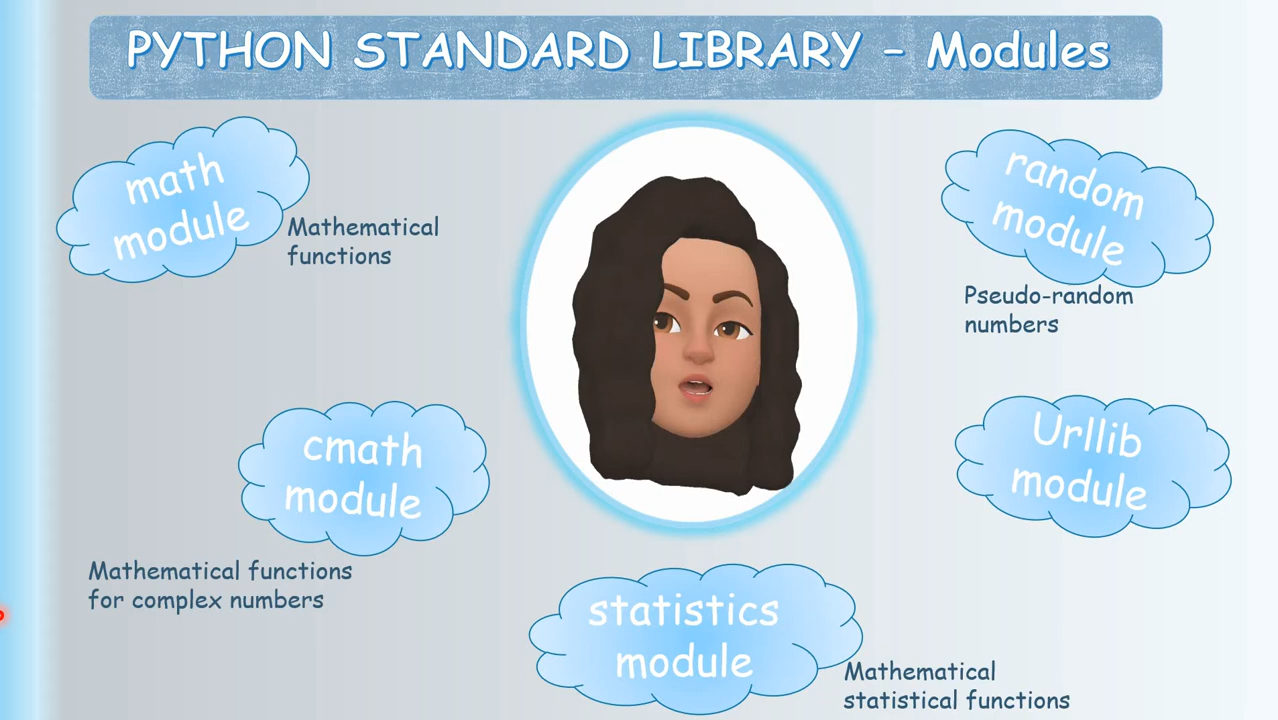 PYTHON STANDARD LIBRARY – Modules
math
module
Mathematical
functions
random
module
Pseudo-random
numbers
cmath
module
Mathematical functions
for complex numbers
Urllib
module
statistics
module
Mathematical
statistical functions